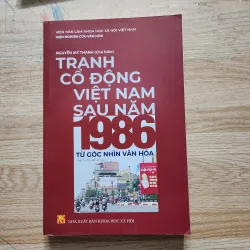 VIỆN HÀN LÂM KHOA HỌC XÃ HỘI VIỆT NAM
VIỆN NGHIÊN CỨU VĂN HÓA
NGUYỄN MỸ THANH (Chủ biên)
TRANH
CỔ ĐỘNG
VIỆT NAM
SAU NĂM
1986
TỪ GÓC NHÌN VĂN HÓA
NHÀ XUẤT BẢN KHOA HỌC XÃ HỘI